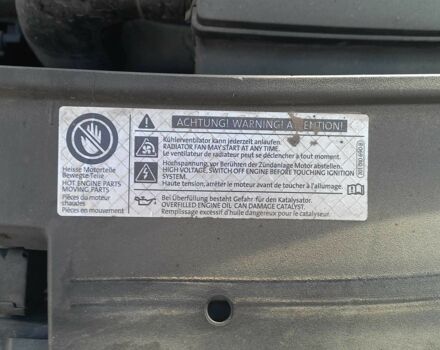 ACHTUNG! WARNING! ATTENTION!
Kühlerventilator kann jederzeit anlaufen.
RADIATOR FAN MAY START AT ANY TIME.
Le ventilateur de radiateur peut se déclencher à tout moment.
Hochspannung, vor Berühren der Zündanlage Motor abstellen.
HIGH VOLTAGE. SWITCH OFF ENGINE BEFORE TOUCHING IGNITION
SYSTEM.
Haute tension, arrêter le moteur avant de toucher à l'allumage.
Bei Überfüllung besteht Gefahr für den Katalysator.
OVERFILLED ENGINE OIL CAN DAMAGE CATALYST.
Remplissage excessif d'huile dangereux pour le catalyseur.
Heisse Motorteile
Bewegte Teile
HOT ENGINE PARTS
MOVING PARTS
Pièces du moteur
chaudes
Pièces en mouvement